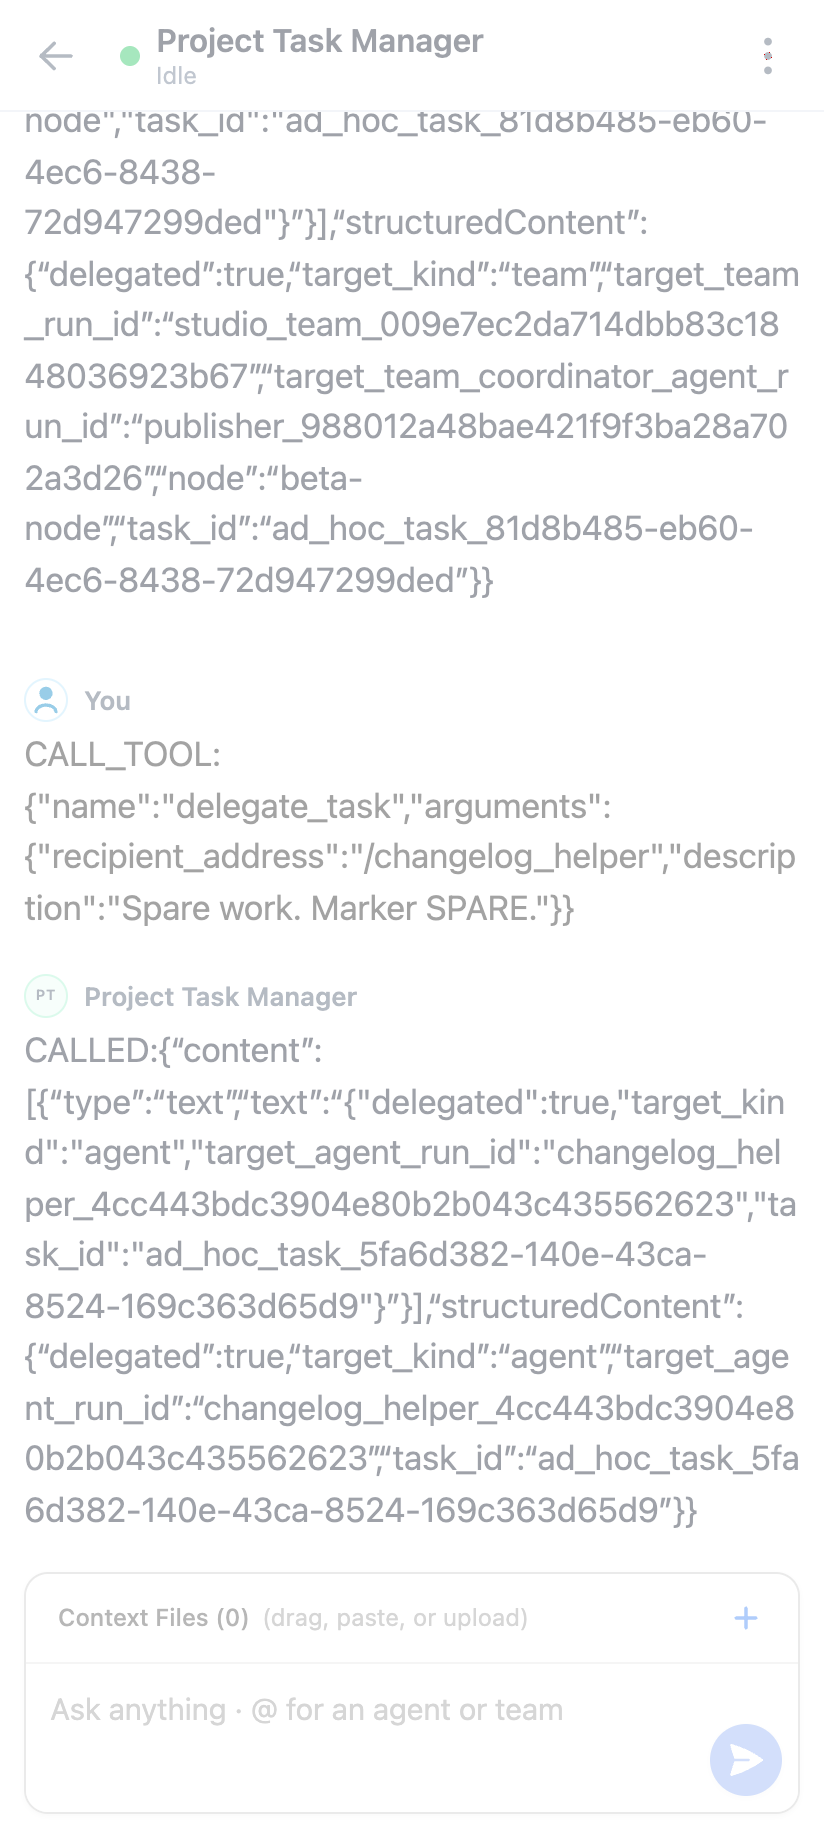 Project Task Manager
Idle
node","task_id":"ad_hoc_task_81d8b485-eb60-
4ec6-8438-
72d947299ded"}”}],“structuredContent”:
{“delegated”:true,“target_kind”:“team”,“target_team
_run_id”:“studio_team_009e7ec2da714dbb83c18
48036923b67”,“target_team_coordinator_agent_r
un_id”:“publisher_988012a48bae421f9f3ba28a70
2a3d26”,“node”:“beta-
node”,“task_id”:“ad_hoc_task_81d8b485-eb60-
4ec6-8438-72d947299ded”}}
You
CALL_TOOL:
{"name":"delegate_task","arguments":
{"recipient_address":"/changelog_helper","descrip
tion":"Spare work. Marker SPARE."}}
PT
Project Task Manager
CALLED:{“content”:
[{“type”:“text”,“text”:“{"delegated":true,"target_kin
d":"agent","target_agent_run_id":"changelog_hel
per_4cc443bdc3904e80b2b043c435562623","ta
sk_id":"ad_hoc_task_5fa6d382-140e-43ca-
8524-169c363d65d9"}”}],“structuredContent”:
{“delegated”:true,“target_kind”:“agent”,“target_age
nt_run_id”:“changelog_helper_4cc443bdc3904e8
0b2b043c435562623”,“task_id”:“ad_hoc_task_5fa
6d382-140e-43ca-8524-169c363d65d9”}}
Context Files (0) (drag, paste, or upload)
Ask anything · @ for an agent or team